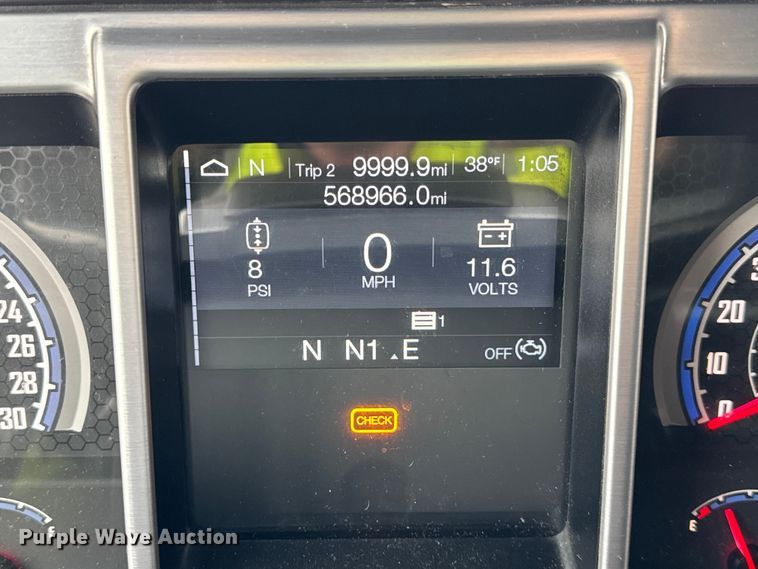 N Trip 2 9999.9mi 38°F 1:05
568966.0mi
8 PSI
0 MPH
11.6 VOLTS
1
N N1 E OFF
CHECK
24
26
28
30
20
10
0
E
Purple Wave Auction